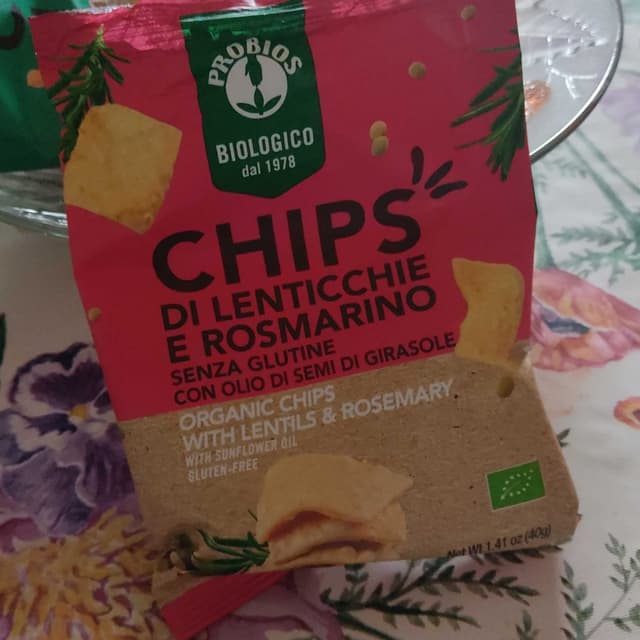 PROBIOS
BIOLOGICO
dal 1978
CHIPS
DI LENTICCHIE
E ROSMARINO
SENZA GLUTINE
CON OLIO DI SEMI DI GIRASOLE
ORGANIC CHIPS
WITH LENTILS & ROSEMARY
WITH SUNFLOWER OIL
GLUTEN-FREE
Net Wt 1.41 oz (40g)